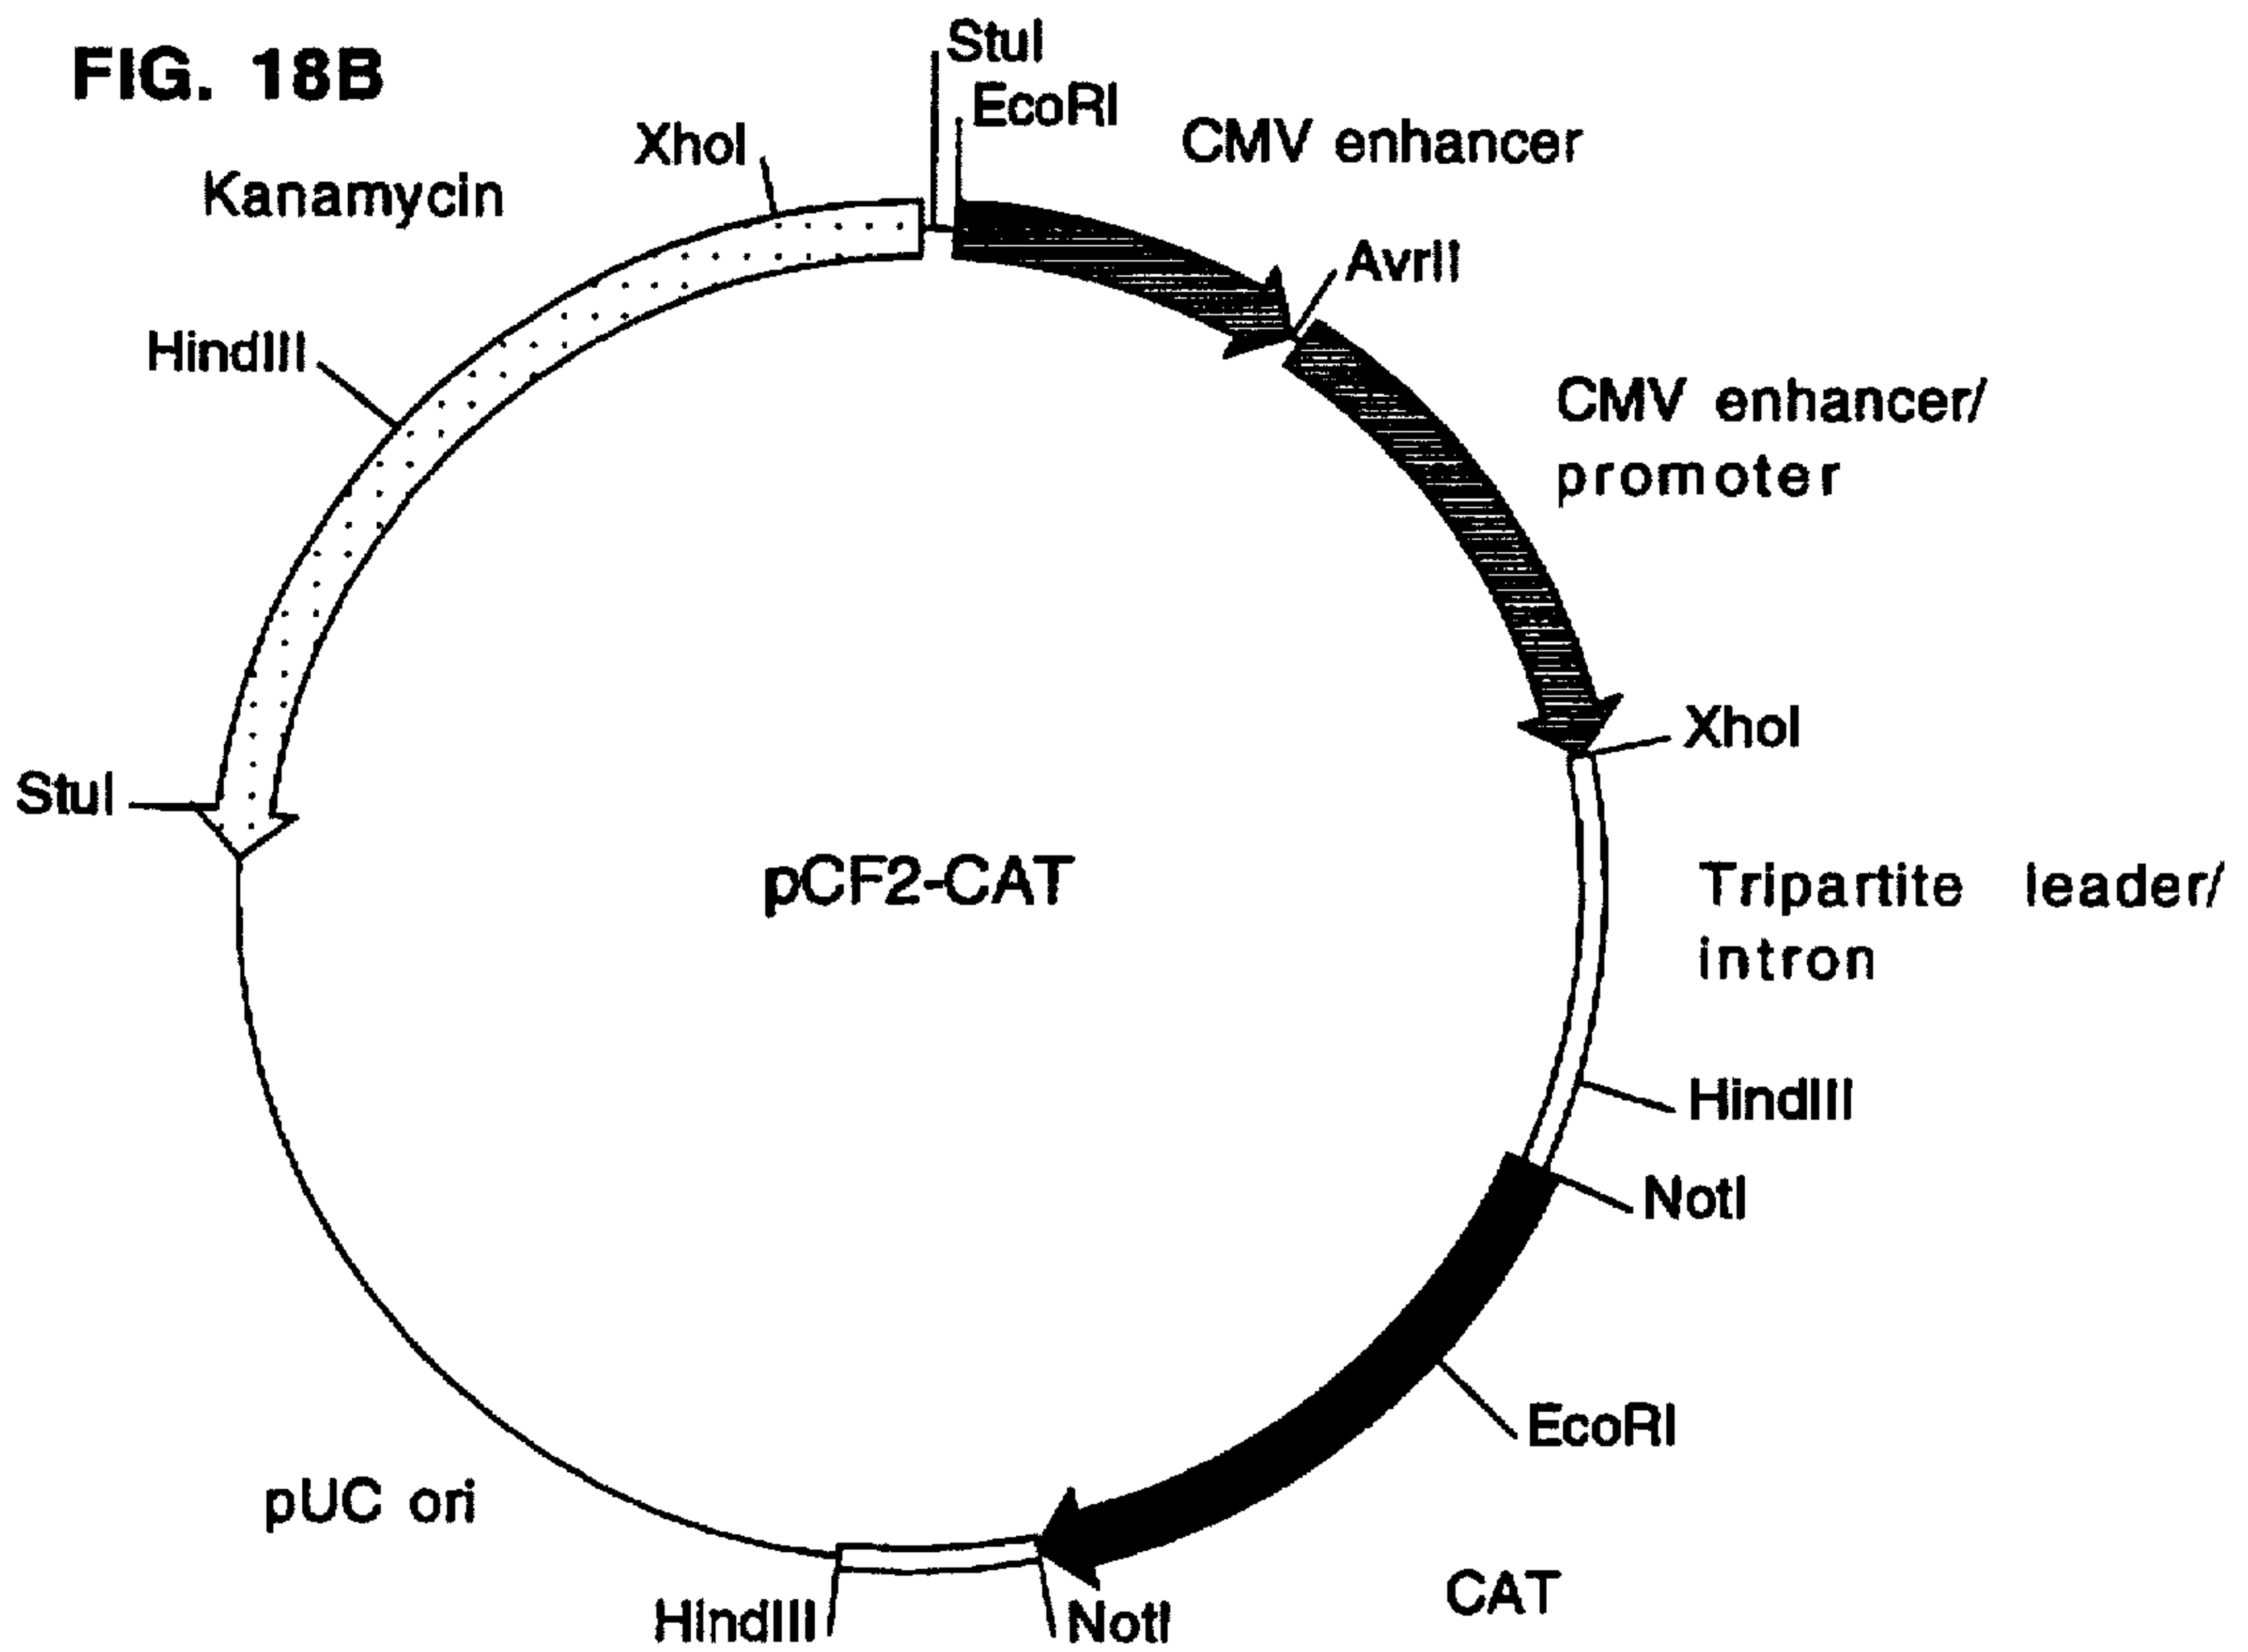 FIG. 18B
StuI
EcoRI
CMV enhancer
XhoI
Kanamycin
AvrII
HindIII
CMV enhancer/
promoter
XhoI
StuI
pCF2-CAT
Tripartite leader/
intron
HindIII
NotI
EcoRI
pUC ori
CAT
HindIII
NotI